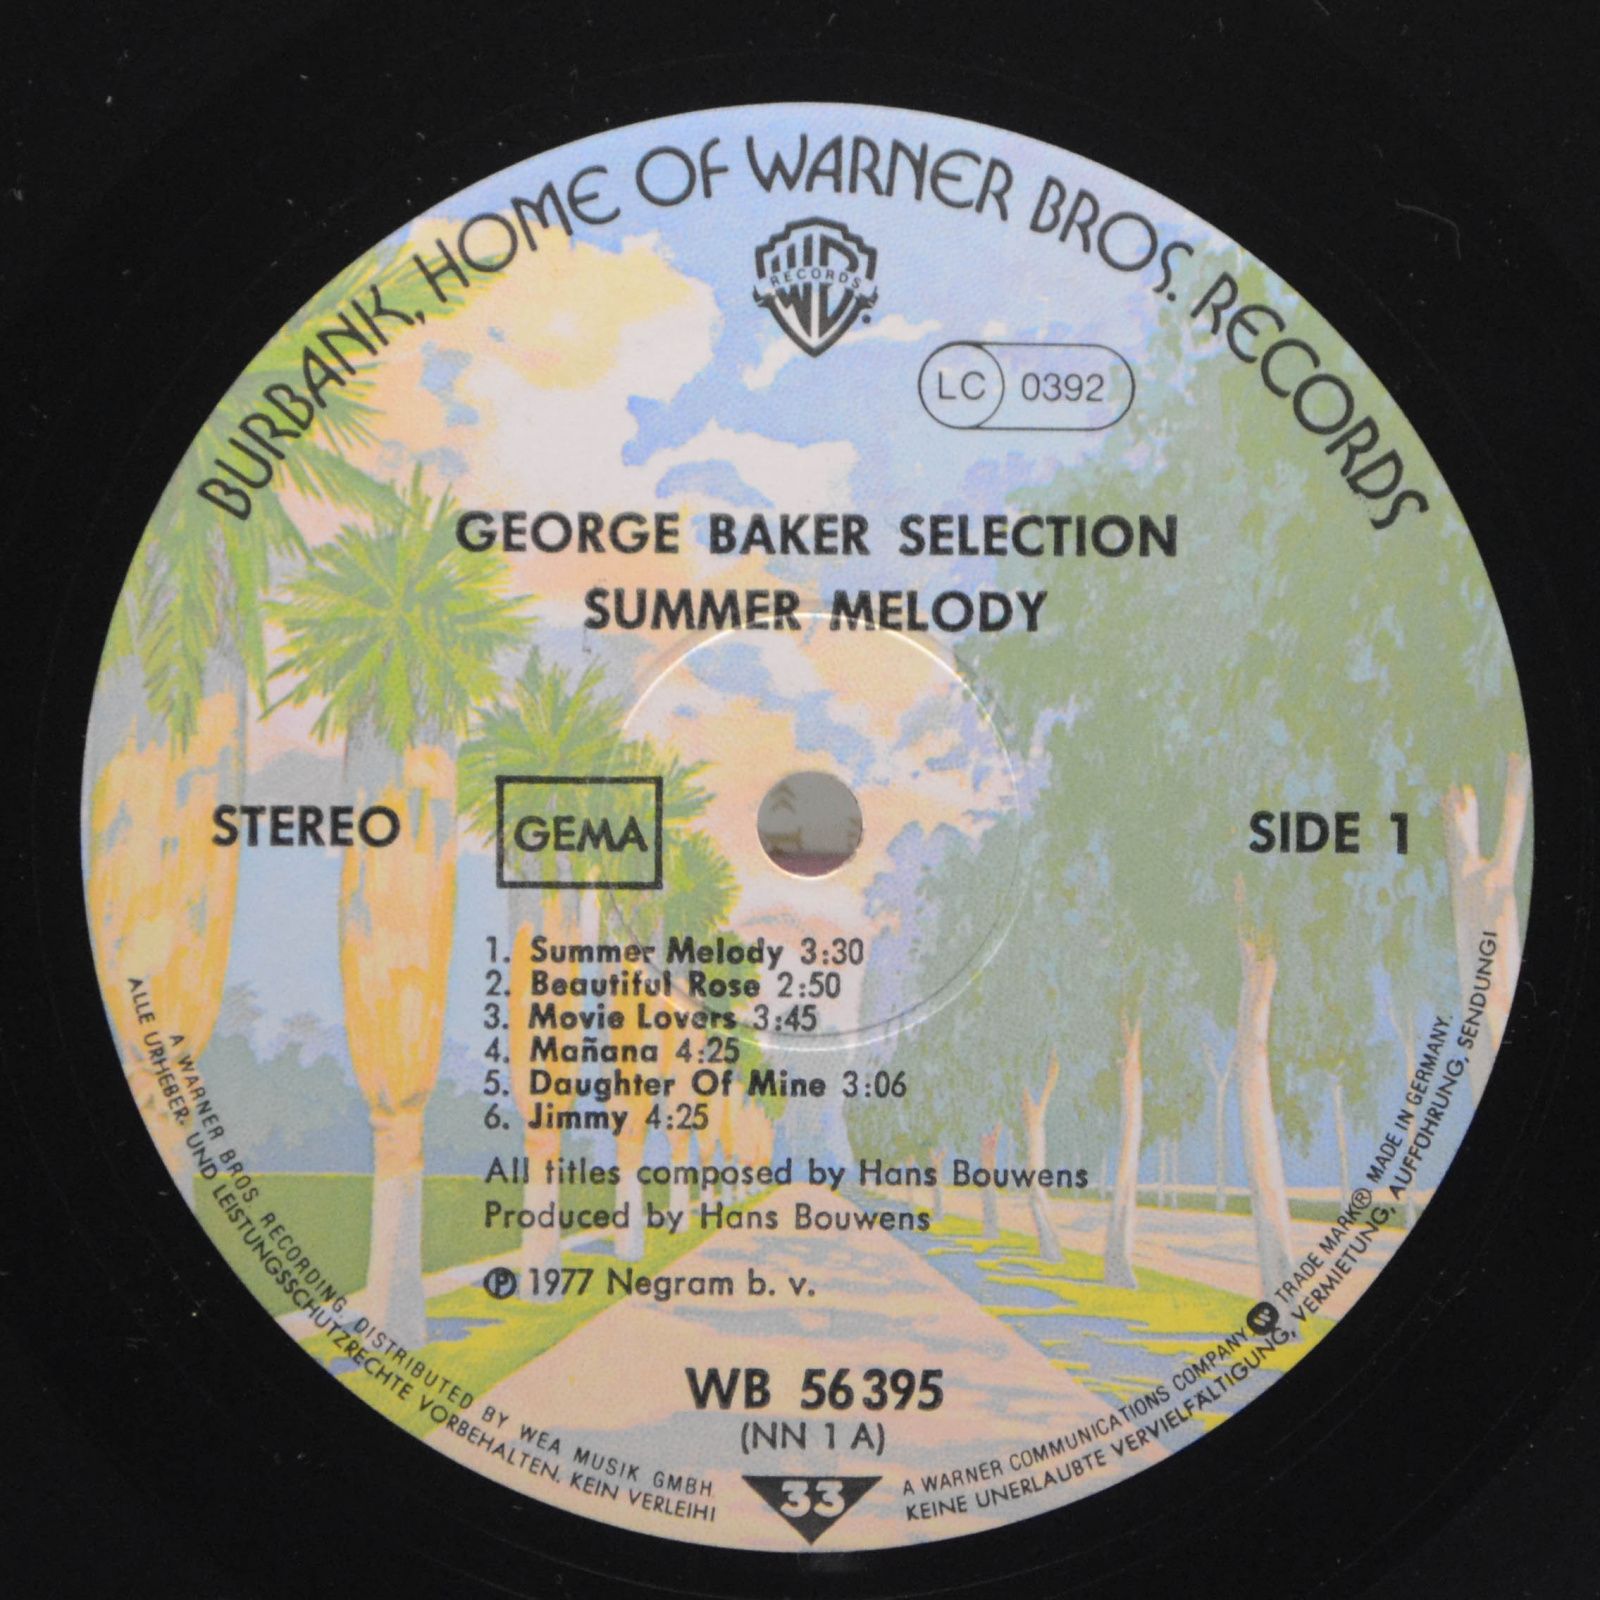 BURBANK, HOME OF WARNER BROS. RECORDS
RECORDS
LC 0392
GEORGE BAKER SELECTION
SUMMER MELODY
STEREO
GEMA
SIDE 1
1. Summer Melody 3:30
2. Beautiful Rose 2:50
3. Movie Lovers 3:45
4. Mañana 4:25
5. Daughter Of Mine 3:06
6. Jimmy 4:25
All titles composed by Hans Bouwens
Produced by Hans Bouwens
Ⓟ 1977 Negram b. v.
WB 56 395
(NN 1 A)
33
A WARNER BROS. RECORDING. DISTRIBUTED BY WEA MUSIK GMBH.
ALLE URHEBER- UND LEISTUNGSSCHUTZRECHTE VORBEHALTEN. KEIN VERLEIH!
A WARNER COMMUNICATIONS COMPANY TRADE MARK® MADE IN GERMANY.
KEINE UNERLAUBTE VERVIELFÄLTIGUNG, VERMIETUNG, AUFFÜHRUNG, SENDUNG!